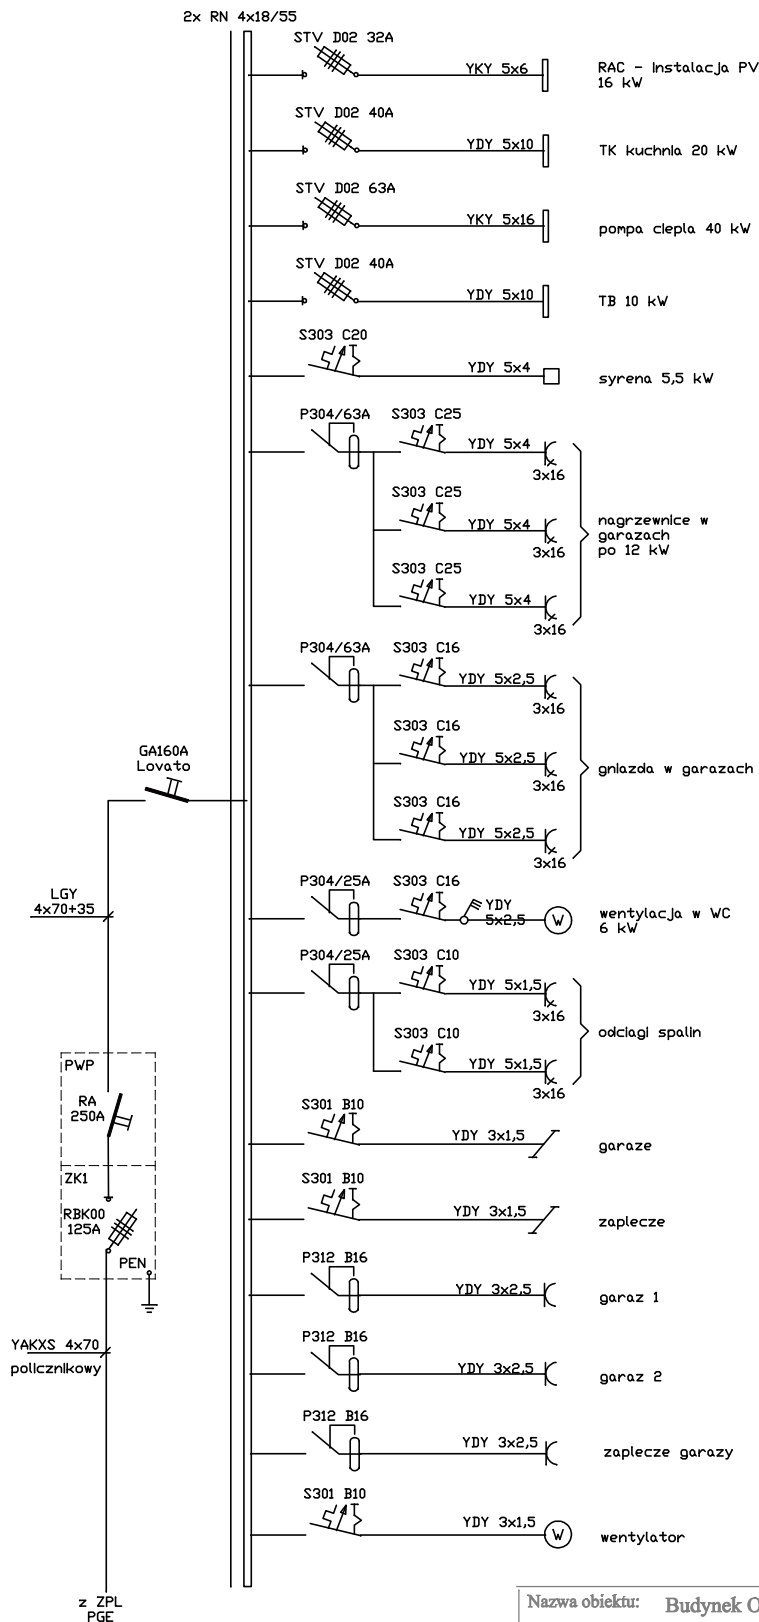 2x RN 4x18/55
STV D02 32A
YKY 5x6
RAC - Instalacja PV
16 kW
STV D02 40A
YDY 5x10
TK kuchnia 20 kW
STV D02 63A
YKY 5x16
pompa ciepla 40 kW
STV D02 40A
YDY 5x10
TB 10 kW
S303 C20
YDY 5x4
syrena 5,5 kW
P304/63A
S303 C25
YDY 5x4
3x16
S303 C25
YDY 5x4
3x16
nagrzewnice w
garazach
po 12 kW
S303 C25
YDY 5x4
3x16
P304/63A
S303 C16
YDY 5x2,5
3x16
S303 C16
YDY 5x2,5
3x16
gniazda w garazach
S303 C16
YDY 5x2,5
3x16
GA160A
Lovato
LGY
4x70+35
P304/25A
S303 C16
YDY
5x2,5
W
wentylacja w WC
6 kW
P304/25A
S303 C10
YDY 5x1,5
3x16
odciagi spalin
S303 C10
YDY 5x1,5
3x16
PWP
RA
250A
S301 B10
YDY 3x1,5
garaze
ZK1
RBK00
125A
PEN
S301 B10
YDY 3x1,5
zaplecze
P312 B16
YDY 3x2,5
garaz 1
YAKXS 4x70
policznikowy
P312 B16
YDY 3x2,5
garaz 2
P312 B16
YDY 3x2,5
zaplecze garazy
S301 B10
YDY 3x1,5
W
wentylator
z ZPL
PGE
Nazwa obiektu: Budynek O